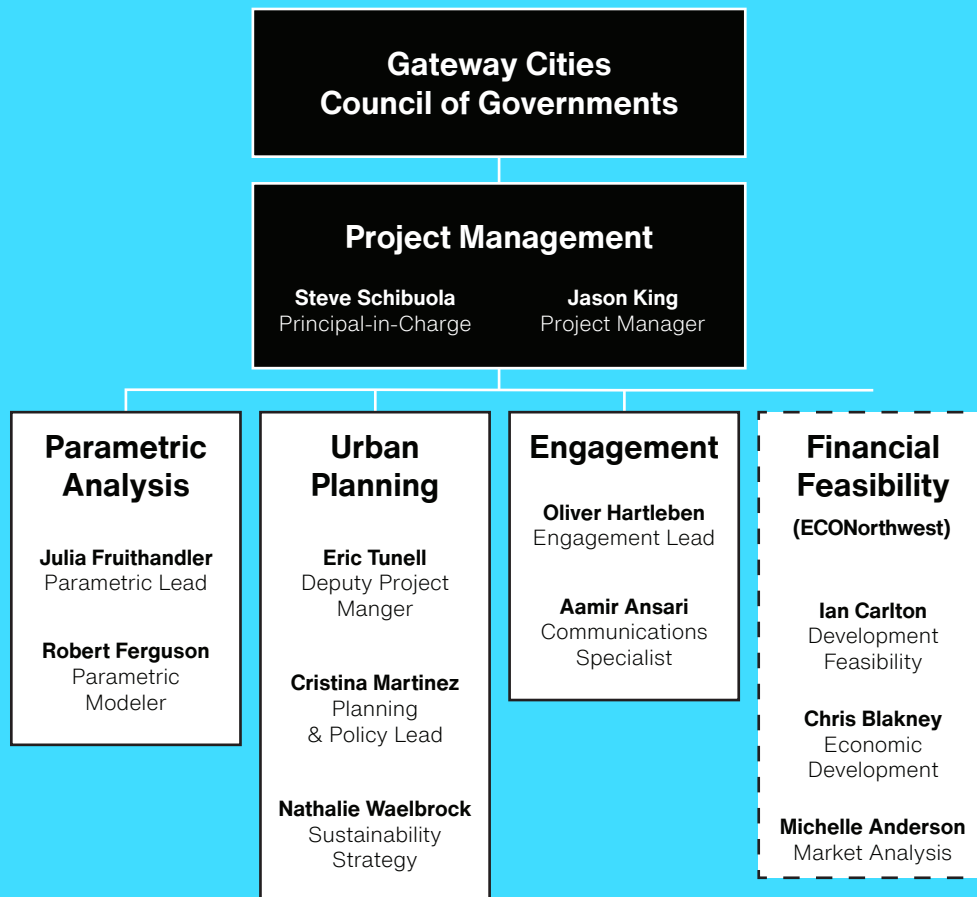 Gateway Cities
Council of Governments
Project Management
Steve Schibuola
Principal-in-Charge
Jason King
Project Manager
Parametric
Analysis
Julia Fruithandler
Parametric Lead
Robert Ferguson
Parametric
Modeler
Urban
Planning
Eric Tunell
Deputy Project
Manger
Cristina Martinez
Planning
& Policy Lead
Nathalie Waelbrock
Sustainability
Strategy
Engagement
Oliver Hartleben
Engagement Lead
Aamir Ansari
Communications
Specialist
Financial
Feasibility
(ECONorthwest)
Ian Carlton
Development
Feasibility
Chris Blakney
Economic
Development
Michelle Anderson
Market Analysis